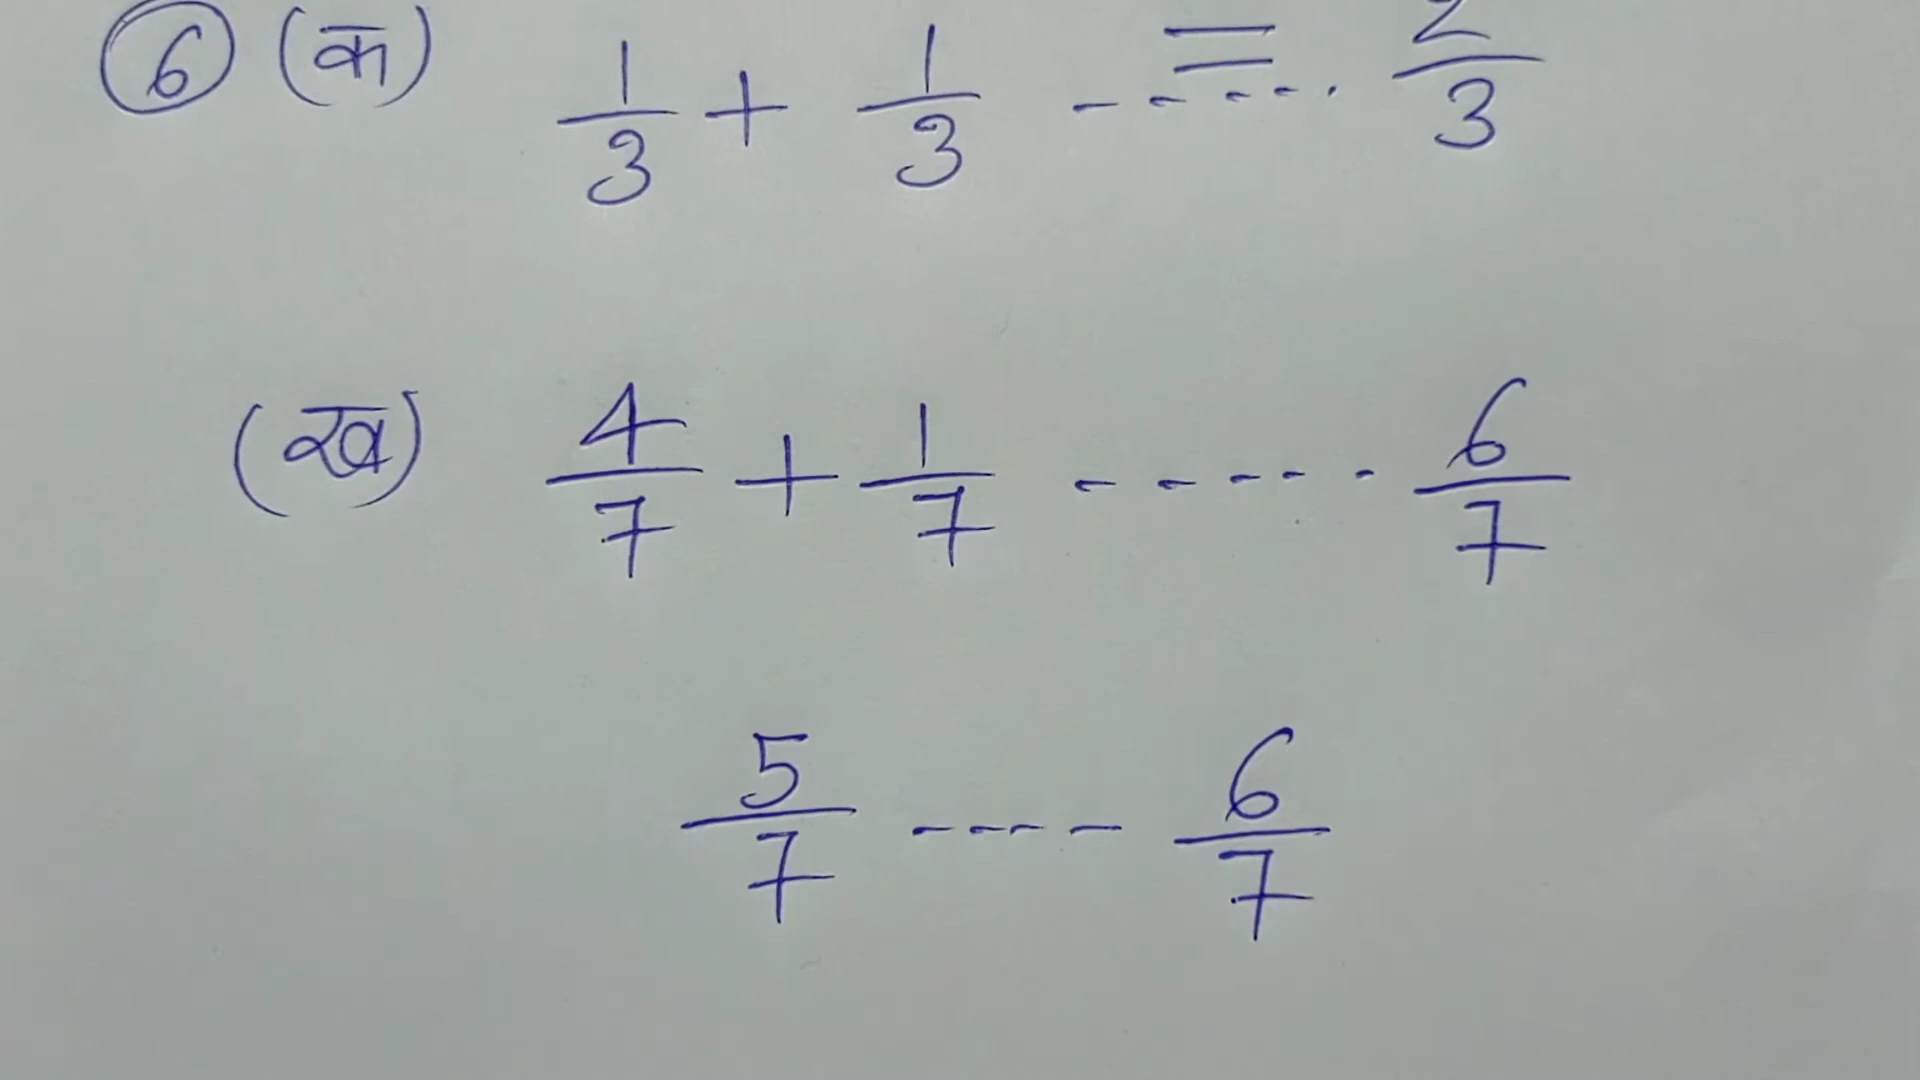 6 (क) 1/3 + 1/3 -----. = 2/3
(ख) 4/7 + 1/7 ------ 6/7
5/7 ----- 6/7